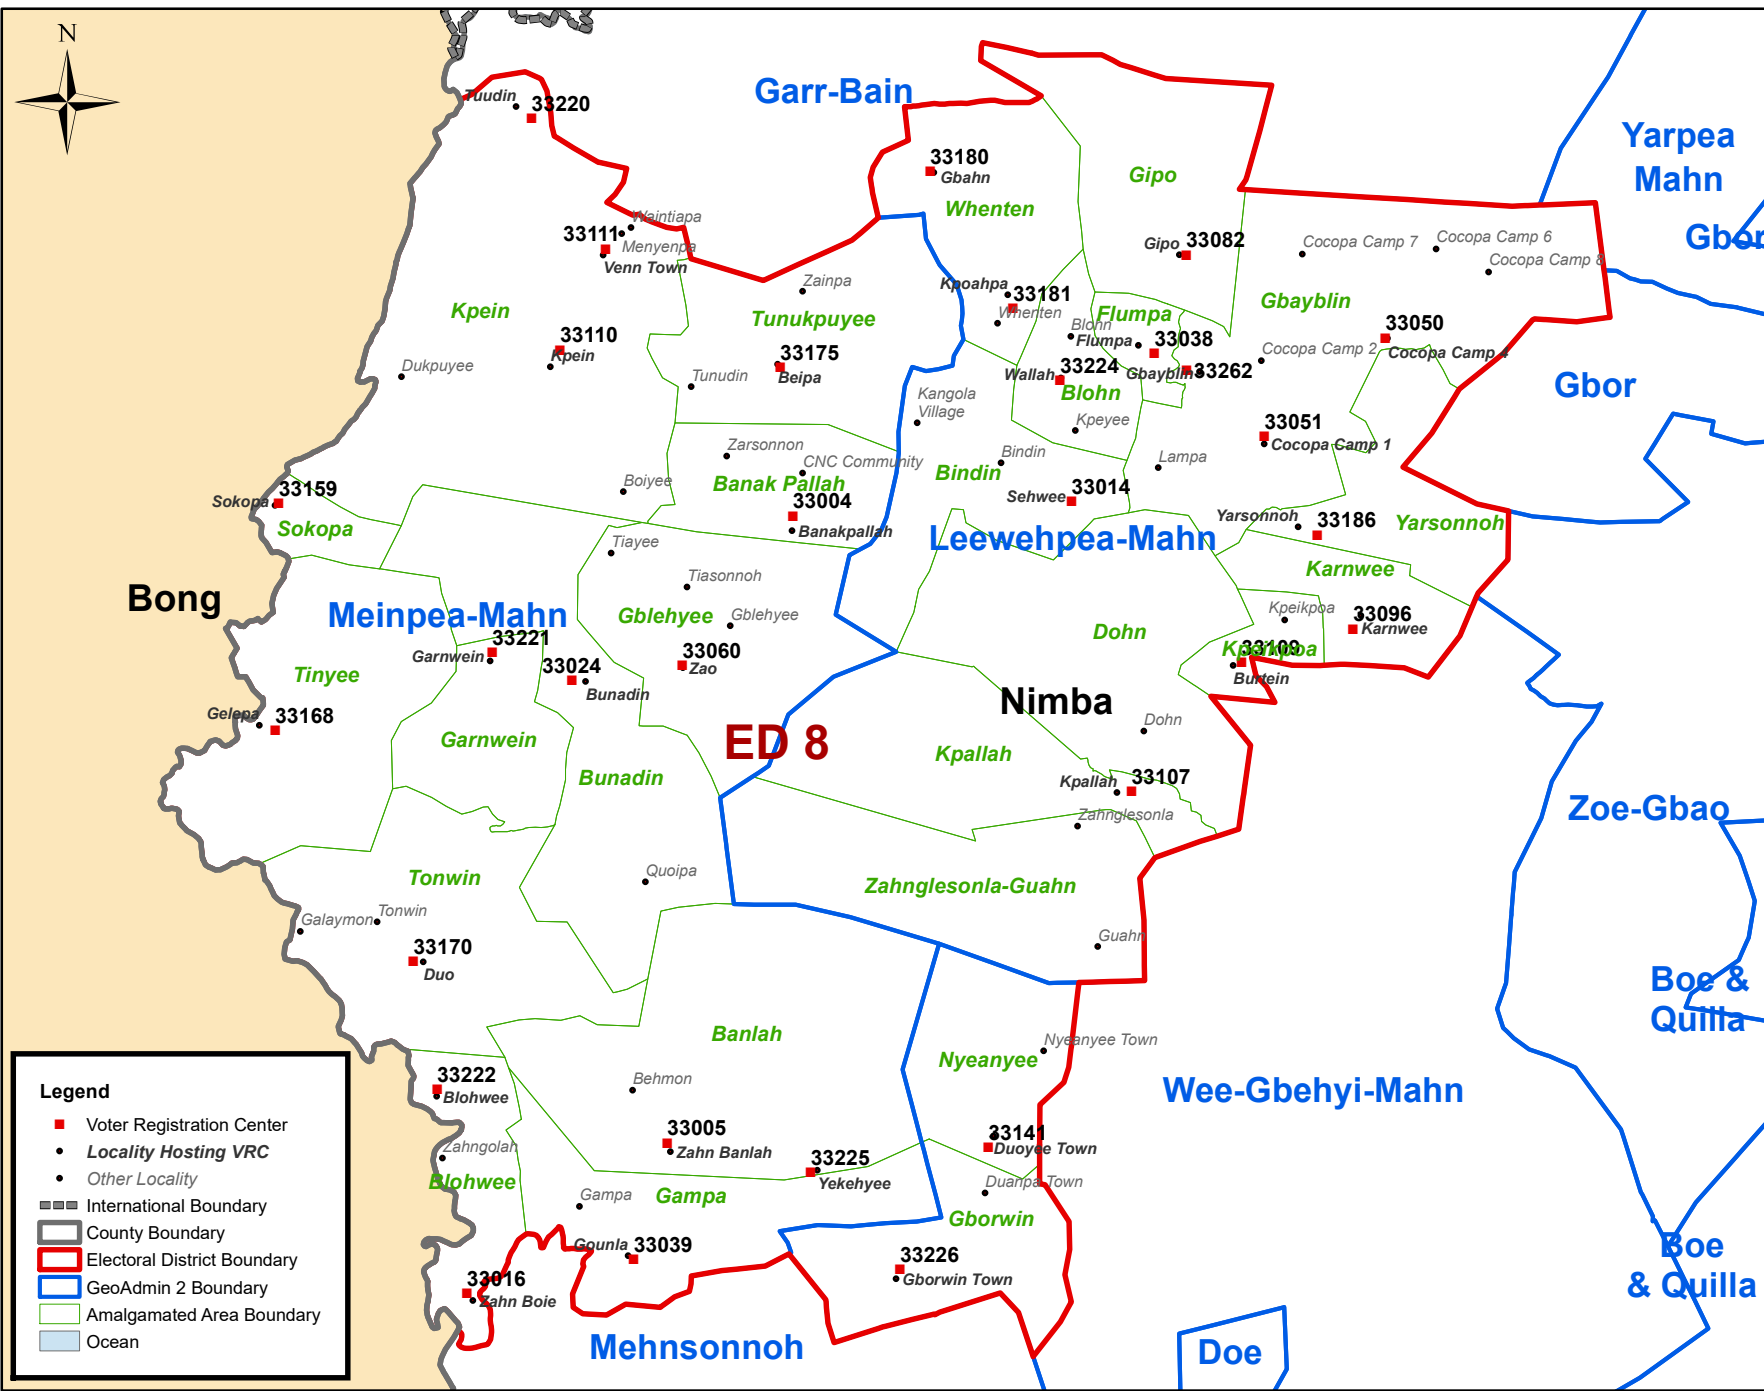 N
Tuudin
33220
Garr-Bain
Yarpea
Mahn
Gbor
33180
Gbahn
Whenten
Gipo
Gipo
33082
Waintiapa
33111
Menyenpa
Venn Town
Cocopa Camp 7
Cocopa Camp 6
Cocopa Camp 8
Zainpa
Kpoahpa
33181
Whenten
Gbayblin
Kpein
Tunukpuyee
Flumpa
Blohn
Flumpa
33038
33050
Cocopa Camp 4
Cocopa Camp 2
33110
Kpein
33175
Beipa
Dukpuyee
Tunudin
Wallah
33224
Gbayblin
33262
Gbor
Blohn
Kangola
Village
Kpeyee
33051
Cocopa Camp 1
Zarsonnon
CNC Community
Bindin
Bindin
Lampa
Boiyee
Banak Pallah
33004
Banakpallah
Sehwee
33014
Sokopa
33159
Sokopa
Yarsonnoh
33186
Yarsonnoh
Leewehpea-Mahn
Tiayee
Karnwee
Tiasonnoh
Bong
Meinpea-Mahn
Gblehyee
Gblehyee
Kpeikpoa
33096
Karnwee
Dohn
33221
Garnwein
33024
Bunadin
33060
Zao
33109
Kpeikpoa
Burtein
Tinyee
Nimba
Gelepa
33168
Garnwein
ED 8
Dohn
Kpallah
Bunadin
Kpallah
33107
Zahnglesonla
Zoe-Gbao
Quoipa
Tonwin
Zahnglesonla-Guahn
Galaymon
Tonwin
33170
Duo
Guahn
Boe &
Quilla
Banlah
Nyeanyee
Nyeanyee Town
Wee-Gbehyi-Mahn
33222
Blohwee
Behmon
33005
Zahn Banlah
33141
Duoyee Town
Zahngolah
Blohwee
33225
Yekehyee
Gampa
Gampa
Duanpa Town
Gborwin
Gounla
33039
33226
Gborwin Town
Boe
& Quilla
33016
Zahn Boie
Mehnsonnoh
Doe
Legend
Voter Registration Center
Locality Hosting VRC
Other Locality
International Boundary
County Boundary
Electoral District Boundary
GeoAdmin 2 Boundary
Amalgamated Area Boundary
Ocean